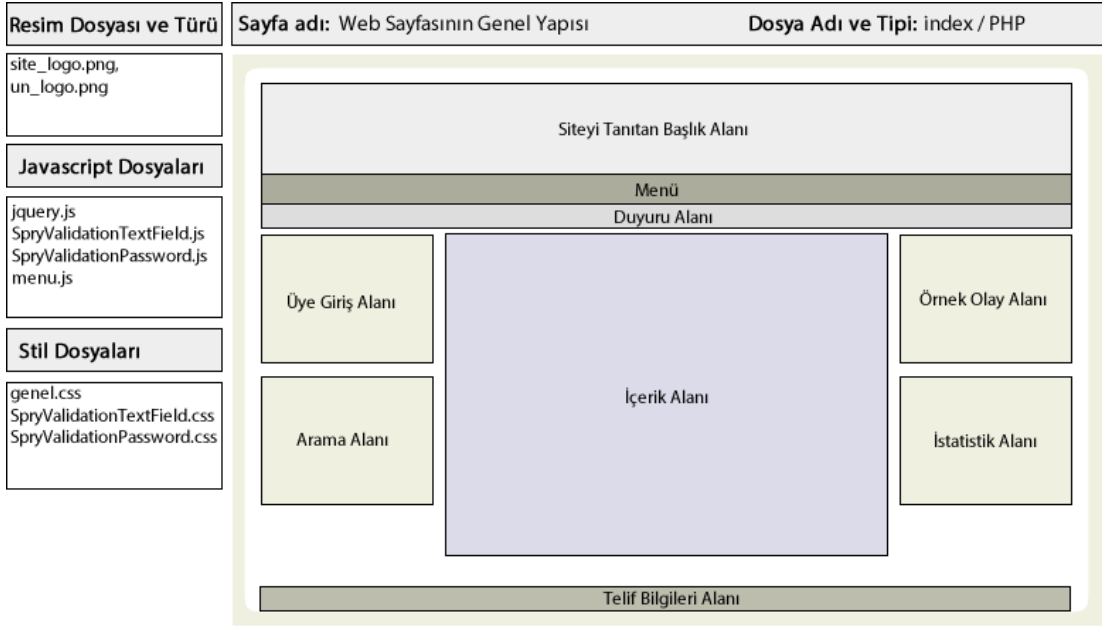 Resim Dosyası ve Türü
site_logo.png,
un_logo.png
Javascript Dosyaları
jquery.js
SpryValidationTextField.js
SpryValidationPassword.js
menu.js
Stil Dosyaları
genel.css
SpryValidationTextField.css
SpryValidationPassword.css
Sayfa adı: Web Sayfasının Genel Yapısı
Dosya Adı ve Tipi: index / PHP
Siteyi Tanıtan Başlık Alanı
Menü
Duyuru Alanı
Üye Giriş Alanı
Arama Alanı
İçerik Alanı
Örnek Olay Alanı
İstatistik Alanı
Telif Bilgileri Alanı